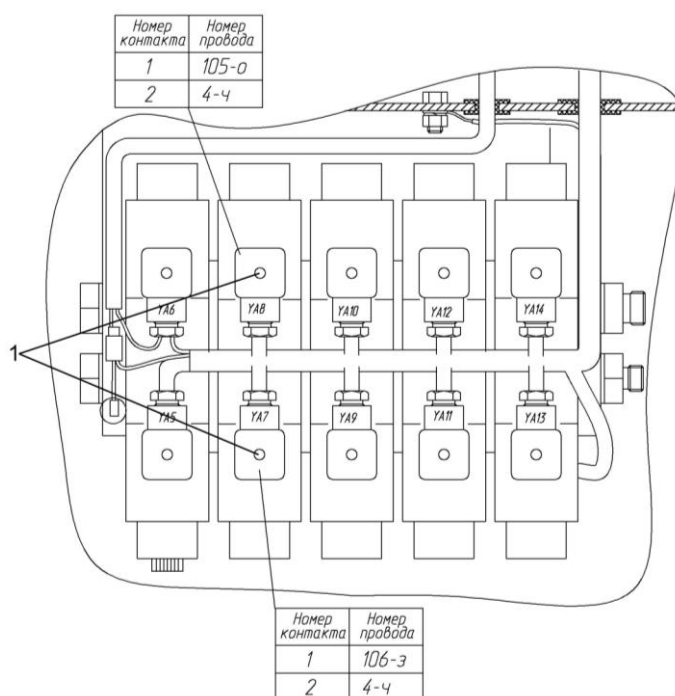 Номер контакта Номер провода
1 105-о
2 4-ч
YA6 YA8 YA10 YA12 YA14
1
YA5 YA7 YA9 YA11 YA13
Номер контакта Номер провода
1 106-з
2 4-ч